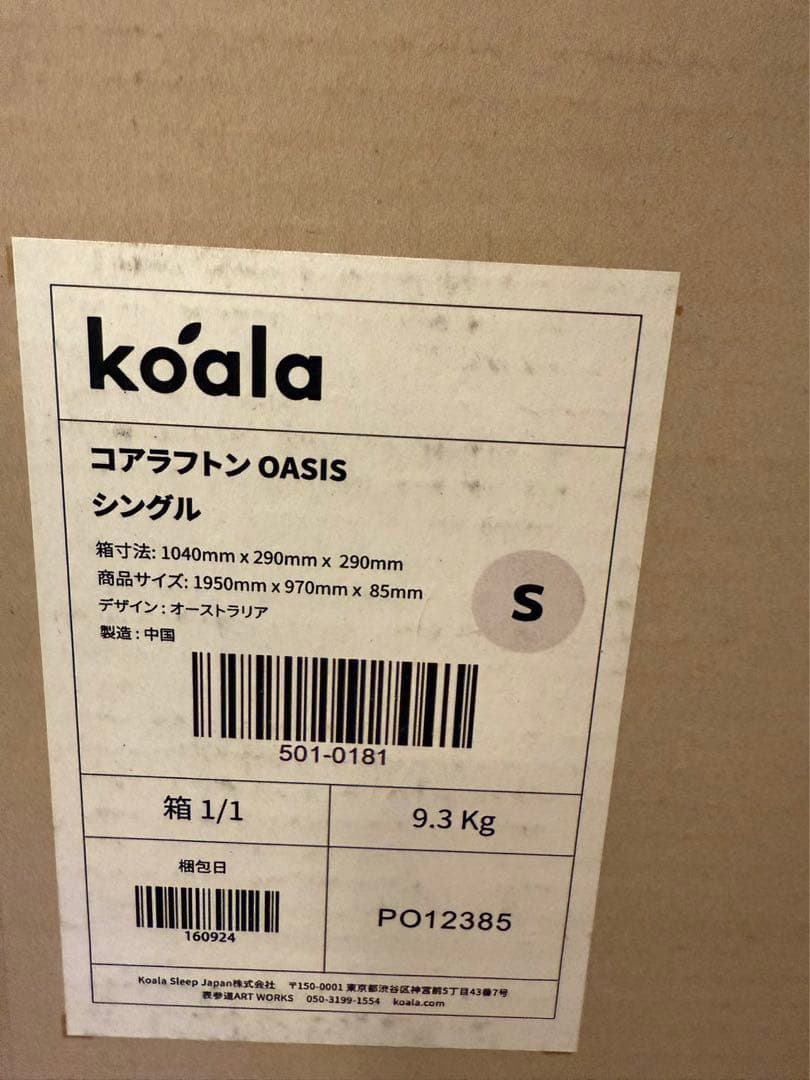 koala
コアラフトン OASIS
シングル
箱寸法: 1040mm x 290mm x 290mm
商品サイズ: 1950mm x 970mm x 85mm
デザイン : オーストラリア
製造 : 中国
S
501-0181
箱 1/1
9.3 Kg
梱包日
160924
PO12385
Koala Sleep Japan株式会社 〒150-0001 東京都渋谷区神宮前5丁目43番7号
表参道ART WORKS 050-3199-1554 koala.com